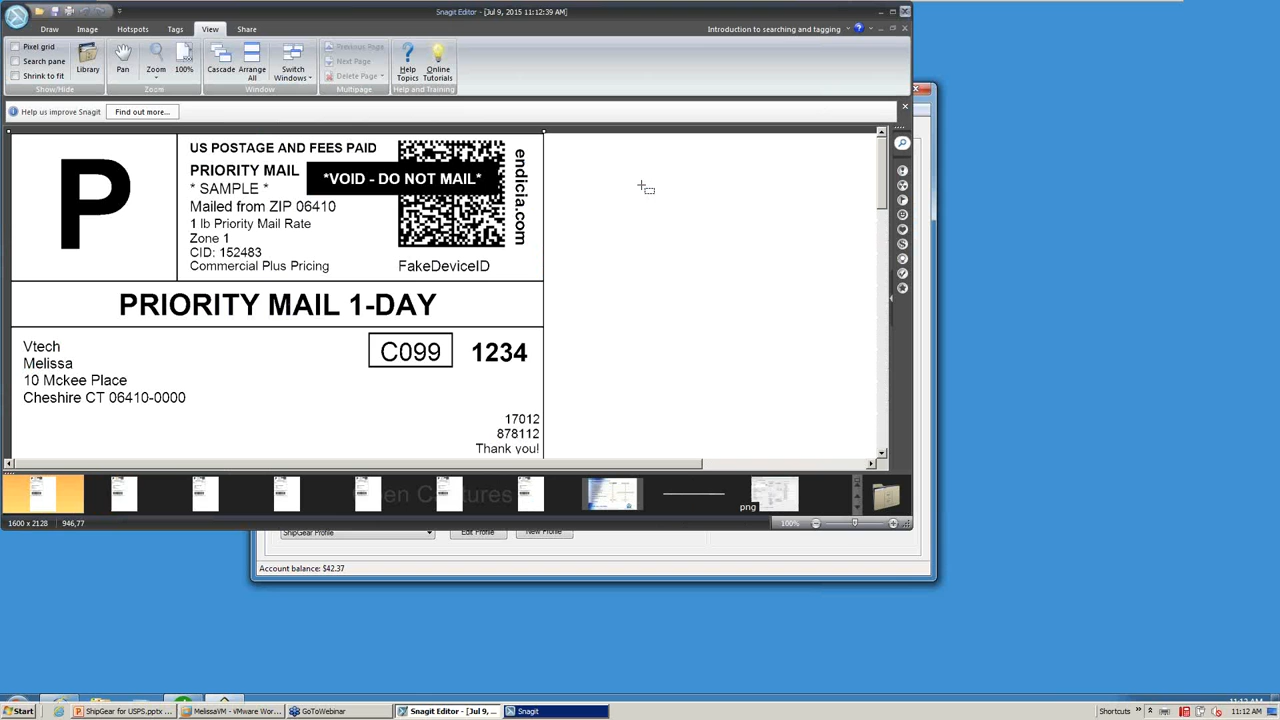 Snagit Editor - [Jul 9, 2015 11:12:39 AM]
Draw Image Hotspots Tags View Share
Introduction to searching and tagging
Pixel grid
Search pane
Shrink to fit
Library
Pan
Zoom
100%
Cascade
Arrange All
Switch Windows
Previous Page
Next Page
Delete Page
Help Topics
Online Tutorials
Show/Hide Zoom Window Multipage Help and Training
Help us improve Snagit Find out more...
P
US POSTAGE AND FEES PAID
PRIORITY MAIL
*VOID - DO NOT MAIL*
* SAMPLE *
Mailed from ZIP 06410
1 lb Priority Mail Rate
Zone 1
CID: 152483
Commercial Plus Pricing
endicia.com
FakeDeviceID
PRIORITY MAIL 1-DAY
Vtech
Melissa
10 Mckee Place
Cheshire CT 06410-0000
C099 1234
17012
878112
Thank you!
png
1600 x 2128 946,77 100%
ShipGear Profile Edit Profile New Profile
Account balance: $42.37
Start ShipGear for USPS.pptx MelissaVM - VMware Wor... GoToWebinar Snagit Editor - [Jul 9, ... Snagit Shortcuts 11:12 AM